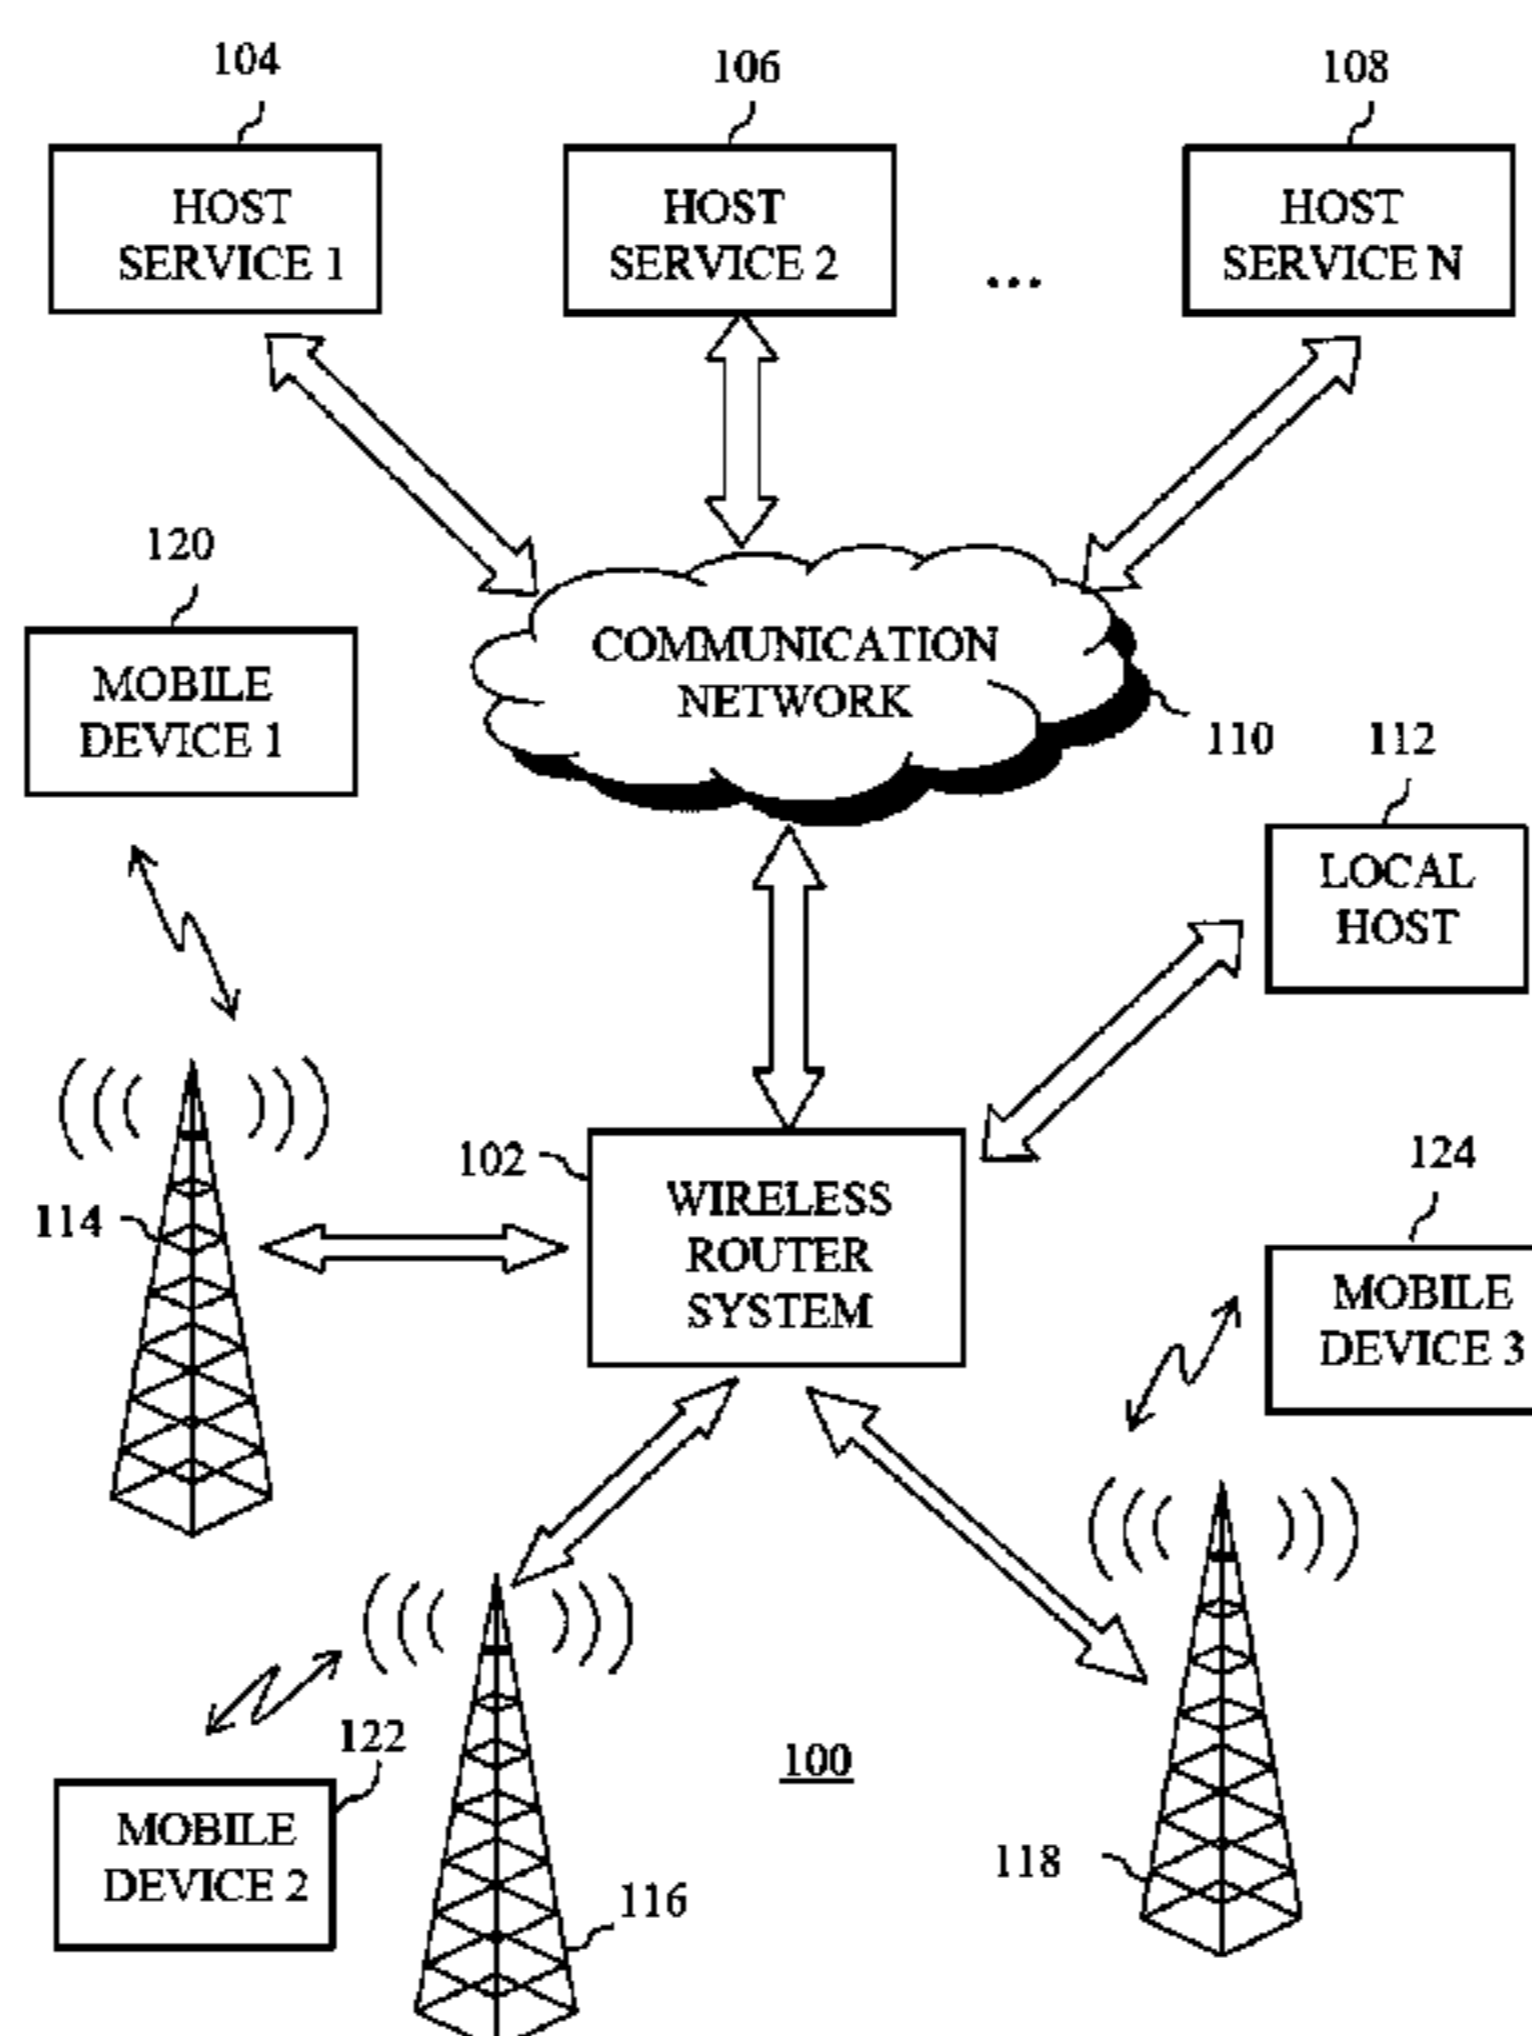 104
106
108
HOST
SERVICE 1
HOST
SERVICE 2
...
HOST
SERVICE N
120
MOBILE
DEVICE 1
COMMUNICATION
NETWORK
110
112
LOCAL
HOST
102
WIRELESS
ROUTER
SYSTEM
114
124
MOBILE
DEVICE 3
122
MOBILE
DEVICE 2
100
116
118